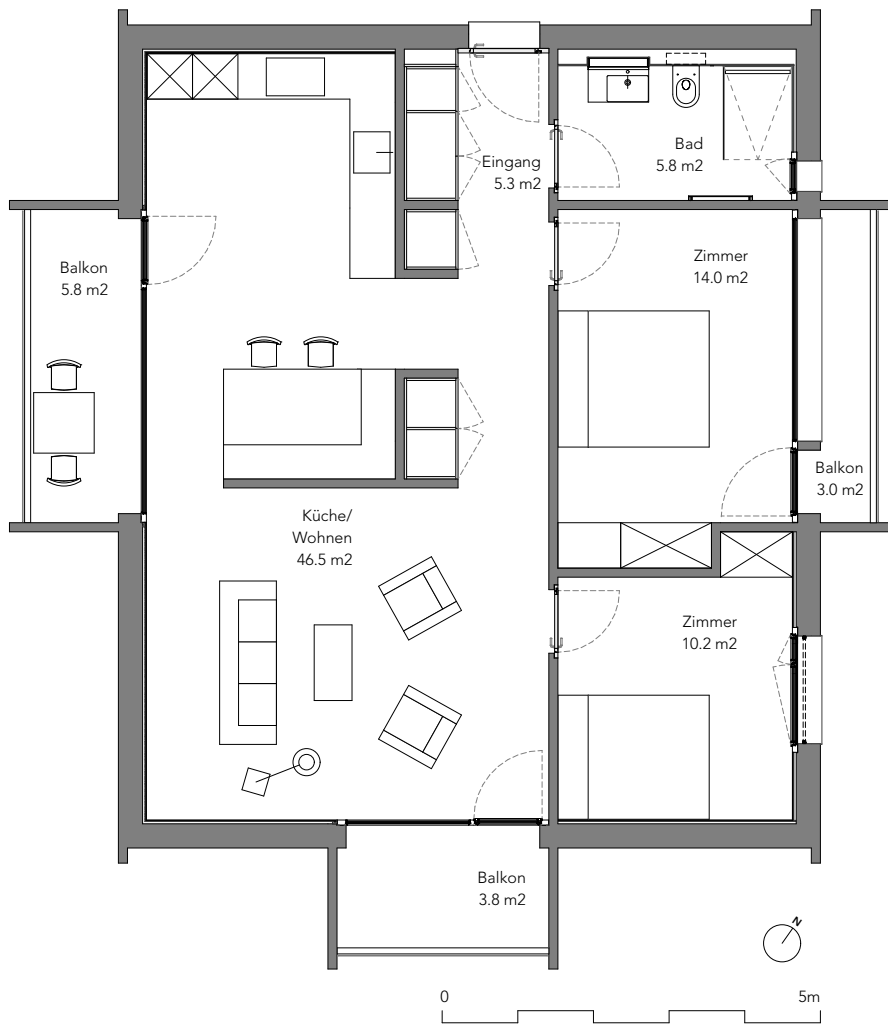 Eingang
5.3 m2
Bad
5.8 m2
Balkon
5.8 m2
Zimmer
14.0 m2
Balkon
3.0 m2
Küche/
Wohnen
46.5 m2
Zimmer
10.2 m2
Balkon
3.8 m2
N
0
5m